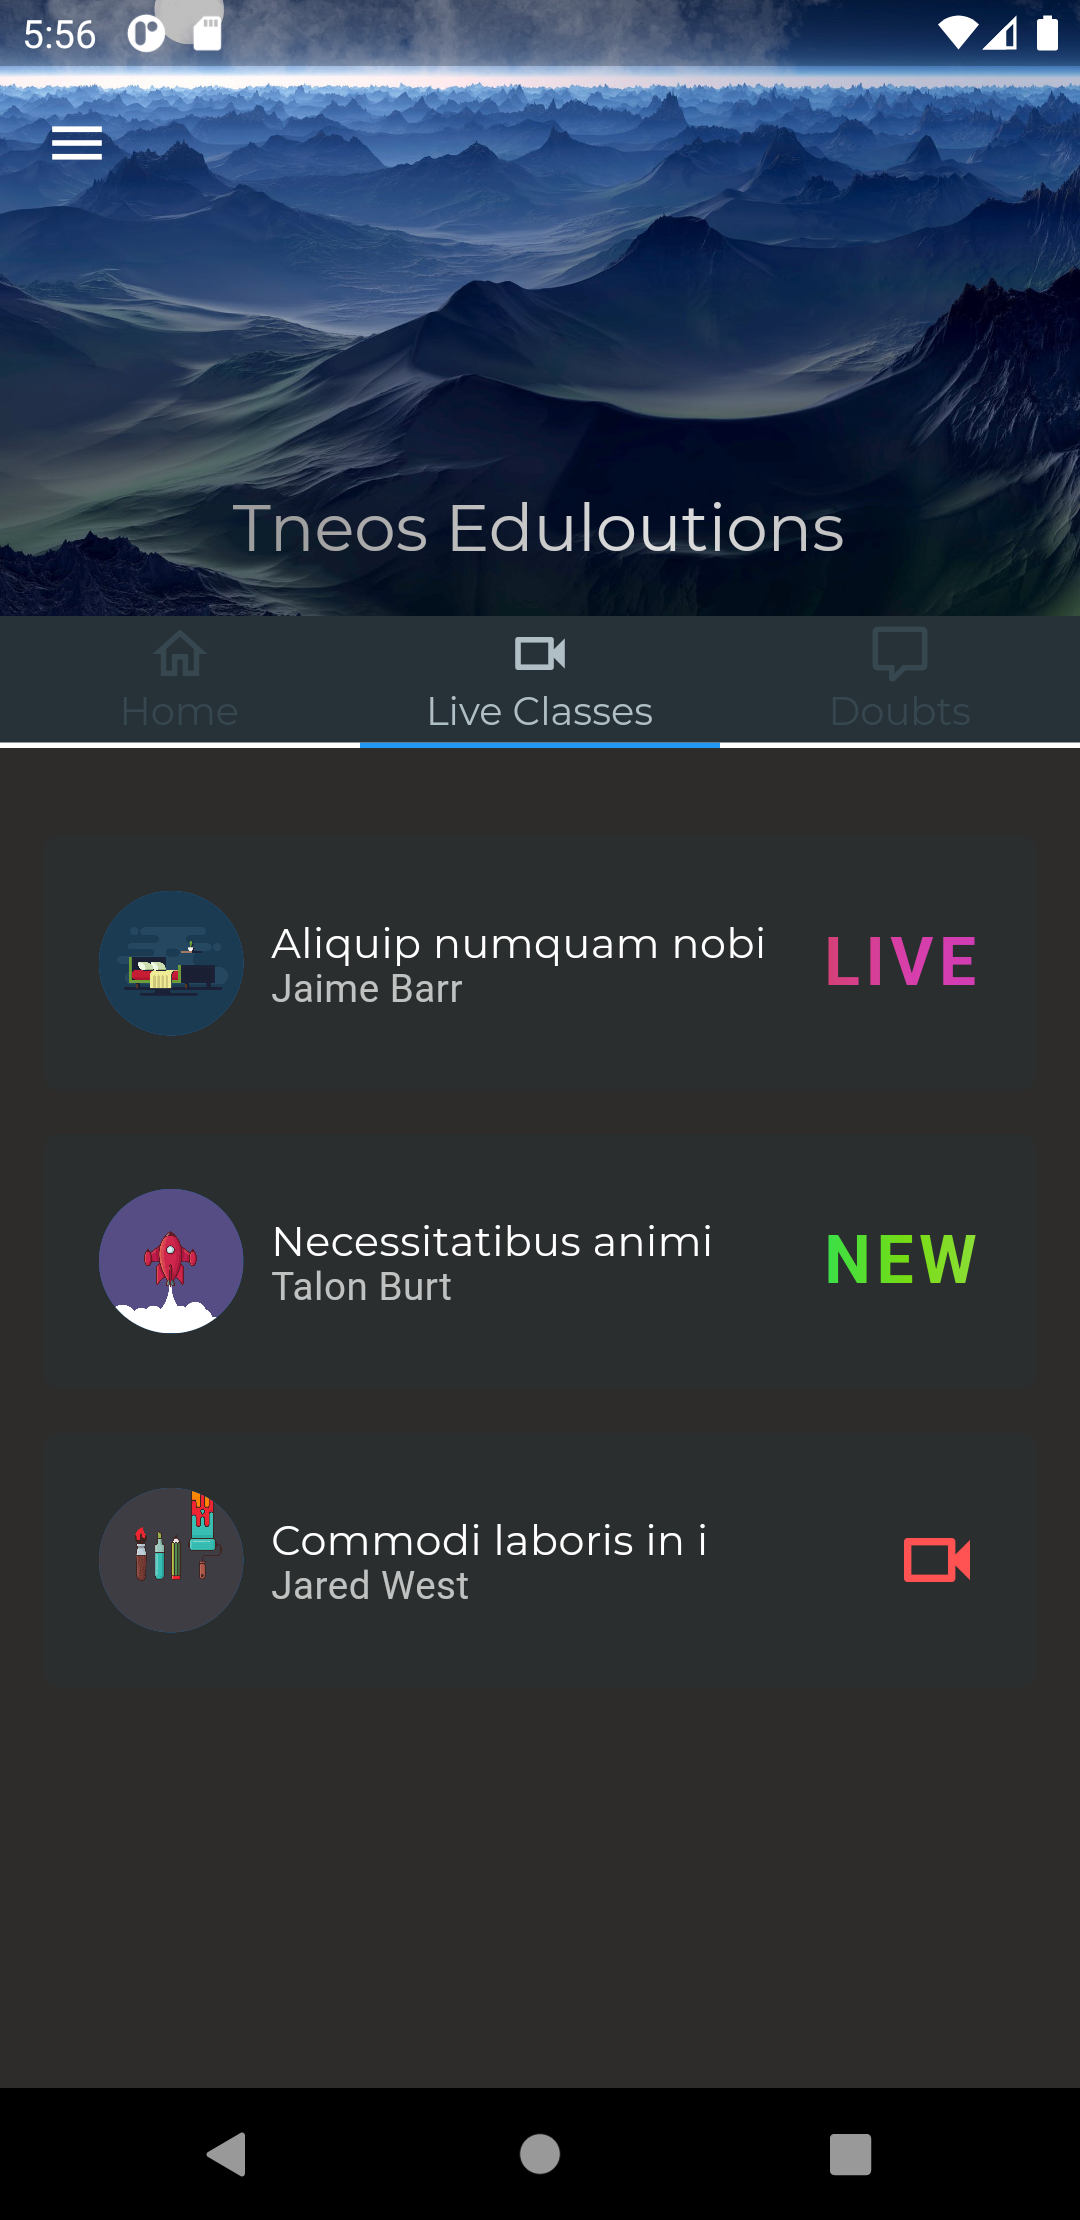 5:56
Tneos Eduloutions
Home
Live Classes
Doubts
Aliquip numquam nobi
Jaime Barr
LIVE
Necessitatibus animi
Talon Burt
NEW
Commodi laboris in i
Jared West